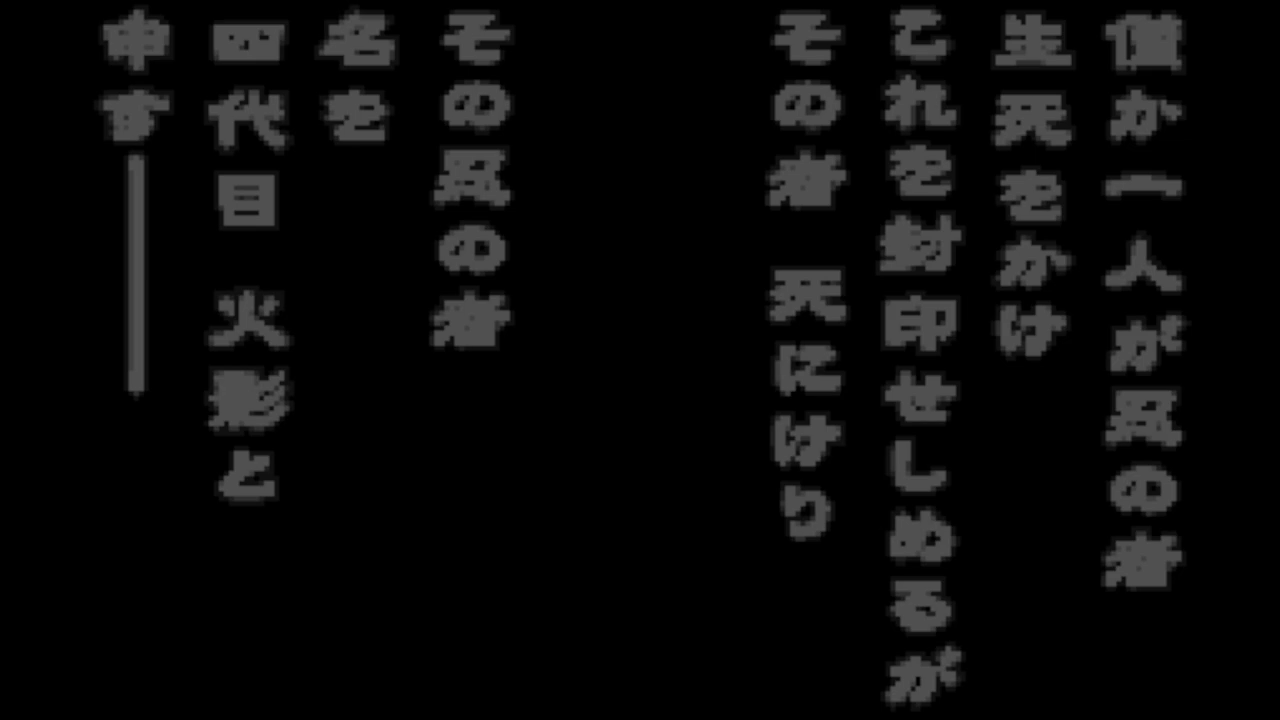 僅か一人が忍の者
生死をかけ
これを封印せしめるが
その者　死にけり
その忍の者
名を
四代目　火影と
申す――